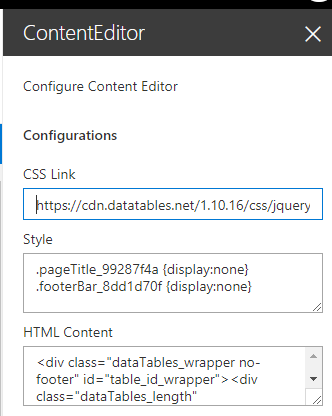 ContentEditor
Configure Content Editor
Configurations
CSS Link
https://cdn.datatables.net/1.10.16/css/jquery
Style
.pageTitle_99287f4a {display:none}
.footerBar_8dd1d70f {display:none}
HTML Content
<div class="dataTables_wrapper no-
footer" id="table_id_wrapper"><div
class="dataTables_length"